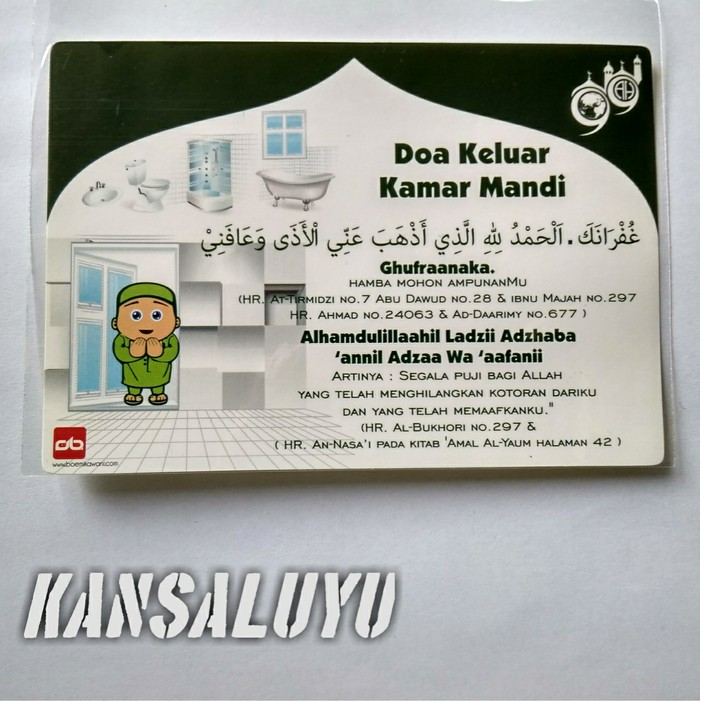 Doa Keluar
Kamar Mandi
غُفْرَانَكَ. اَلْحَمْدُ لِلّٰهِ الَّذِي أَذْهَبَ عَنِّي الْأَذَى وَعَافَنِيْ
Ghufraanaka.
HAMBA MOHON AMPUNANMU
(HR. AT-TIRMIDZI NO.7 ABU DAWUD NO.28 & IBNU MAJAH NO.297
HR. AHMAD NO.24063 & AD-DAARIMY NO.677 )
Alhamdulillaahil Ladzii Adzhaba
'annil Adzaa Wa 'aafanii
ARTINYA : SEGALA PUJI BAGI ALLAH
YANG TELAH MENGHILANGKAN KOTORAN DARIKU
DAN YANG TELAH MEMAAFKANKU."
(HR. AL-BUKHORI NO.297 &
( HR. AN-NASA'I PADA KITAB 'AMAL AL-YAUM HALAMAN 42 )
www.boemikawani.com
KANSALUYU